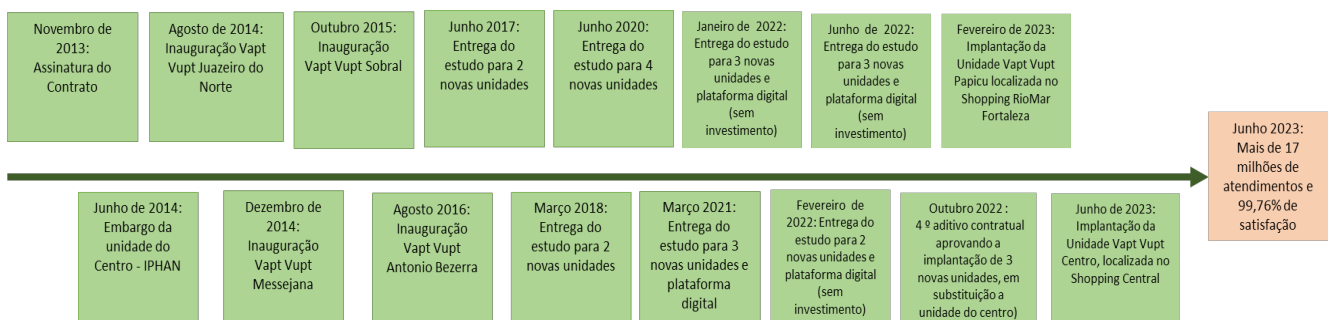 Novembro de
2013:
Assinatura do
Contrato
Agosto de 2014:
Inauguração Vapt
Vupt Juazeiro do
Norte
Outubro 2015:
Inauguração
Vapt Vupt Sobral
Junho 2017:
Entrega do
estudo para 2
novas unidades
Junho 2020:
Entrega do
estudo para 4
novas unidades
Janeiro de 2022:
Entrega do estudo
para 3 novas
unidades e
plataforma digital
(sem
investimento)
Junho de 2022:
Entrega do estudo
para 3 novas
unidades e
plataforma digital
(sem
investimento)
Fevereiro de 2023:
Implantação da
Unidade Vapt Vupt
Papicu localizada no
Shopping RioMar
Fortaleza
Junho 2023:
Mais de 17
milhões de
atendimentos e
99,76% de
satisfação
Junho de 2014:
Embargo da
unidade do
Centro - IPHAN
Dezembro de
2014:
Inauguração
Vapt Vupt
Messejana
Agosto 2016:
Inauguração
Vapt Vupt
Antonio Bezerra
Março 2018:
Entrega do
estudo para 2
novas unidades
Março 2021:
Entrega do
estudo para 3
novas unidades e
plataforma
digital
Fevereiro de
2022: Entrega do
estudo para 2
novas unidades e
plataforma digital
(sem
investimento)
Outubro 2022 :
4 º aditivo contratual
aprovando a
implantação de 3
novas unidades, em
substituição a
unidade do centro)
Junho de 2023:
Implantação da
Unidade Vapt Vupt
Centro, localizada no
Shopping Central